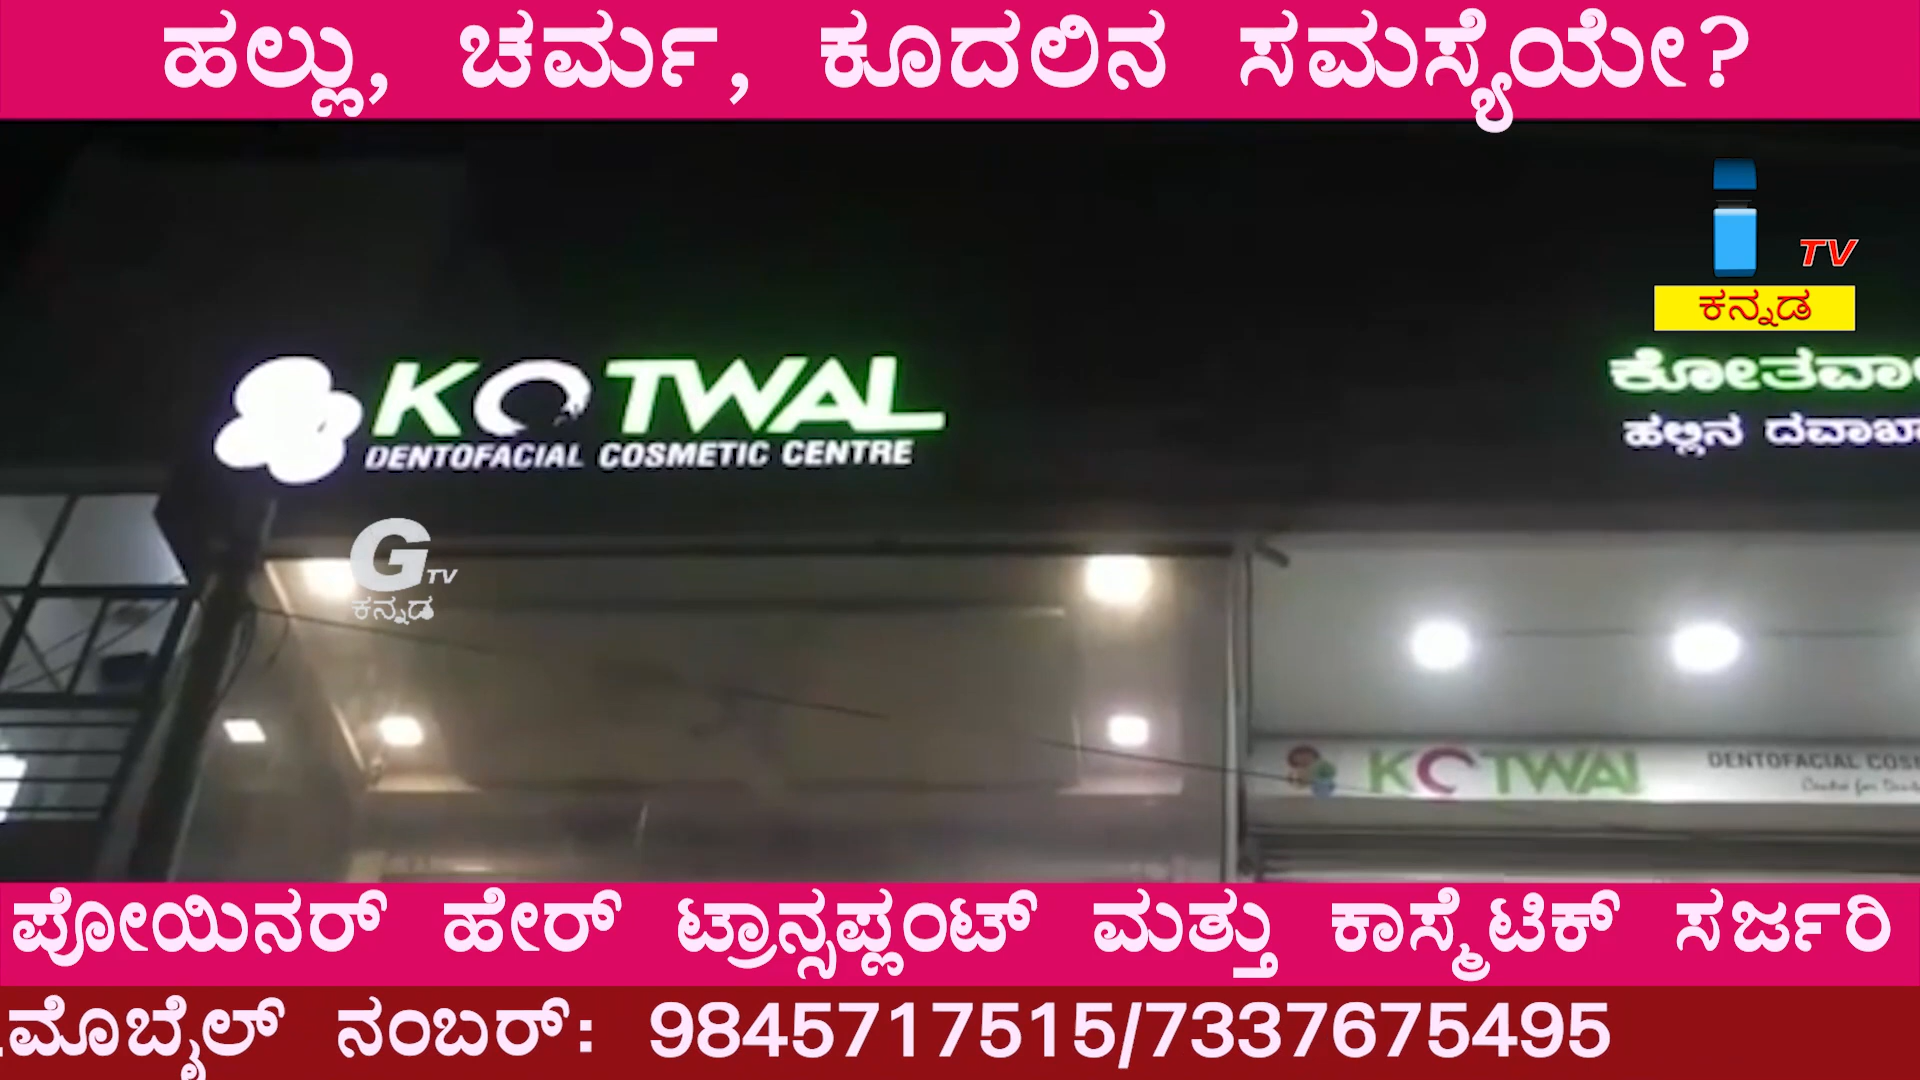 ಹಲ್ಲು, ಚರ್ಮ, ಕೂದಲಿನ ಸಮಸ್ಯೆಯೇ?
TV
ಕನ್ನಡ
KOTWAL
DENTOFACIAL COSMETIC CENTRE
ಹಲ್ಲಿನ
G TV
ಕನ್ನಡ
KOTWAL
DENTOFACIAL
ಪೋಯಿನರ್ ಹೇರ್ ಟ್ರಾನ್ಸಪ್ಲಂಟ್ ಮತ್ತು ಕಾಸ್ಮೆಟಿಕ್ ಸರ್ಜರಿ
ಮೊಬೈಲ್ ನಂಬರ್: 9845717515/7337675495